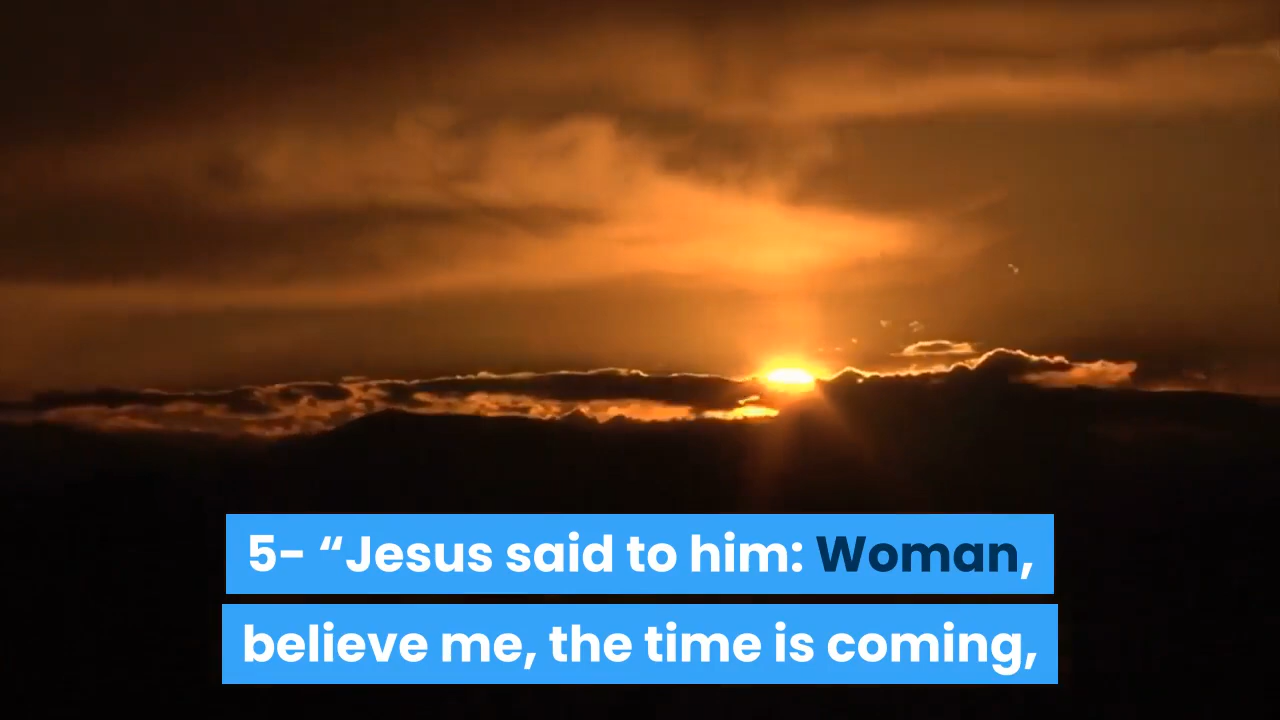 5- “Jesus said to him: Woman,
believe me, the time is coming,